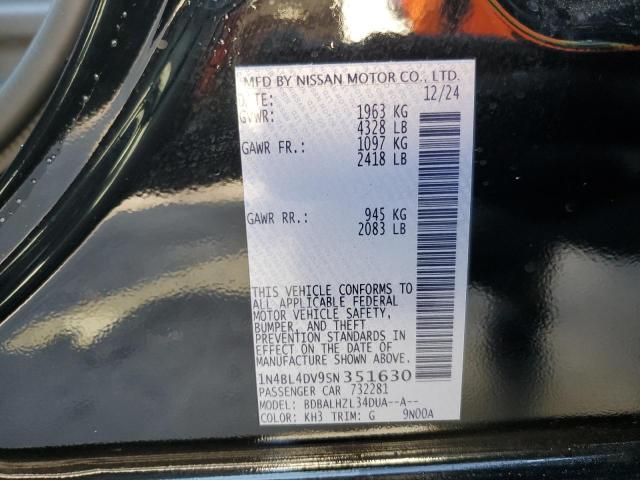 MFD BY NISSAN MOTOR CO., LTD.
DATE: 12/24
GVWR: 1963 KG
4328 LB
GAWR FR.: 1097 KG
2418 LB
GAWR RR.: 945 KG
2083 LB
THIS VEHICLE CONFORMS TO
ALL APPLICABLE FEDERAL
MOTOR VEHICLE SAFETY,
BUMPER, AND THEFT
PREVENTION STANDARDS IN
EFFECT ON THE DATE OF
MANUFACTURE SHOWN ABOVE.
1N4BL4DV9SN351630
PASSENGER CAR 732281
MODEL: BDBALHZL34DUA--A--
COLOR: KH3 TRIM: G 9N00A